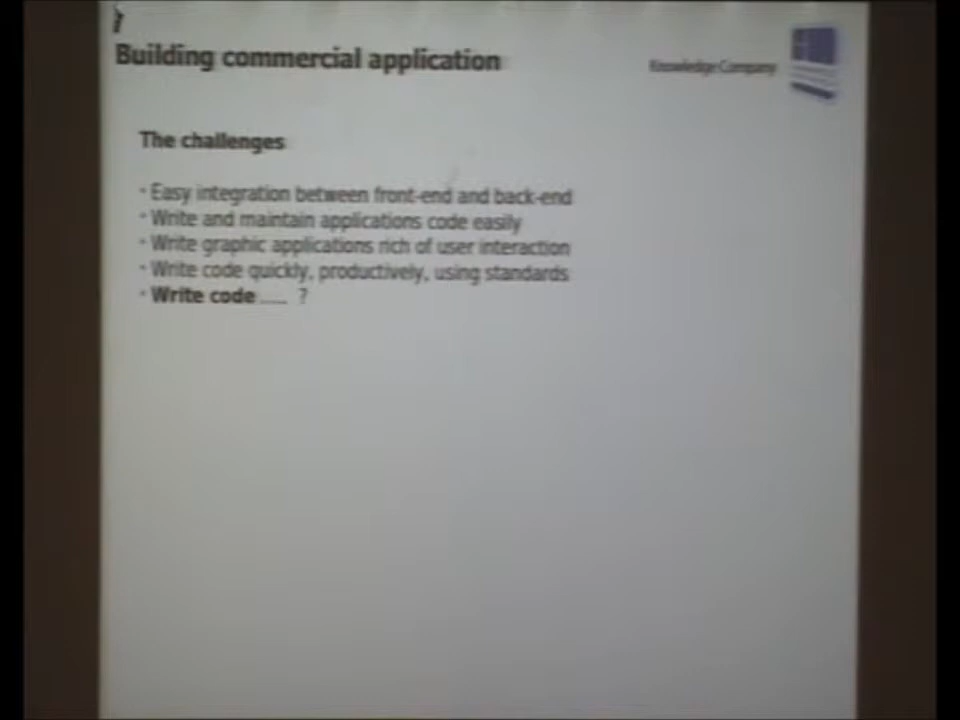 Building commercial application
Knowledge Company
The challenges
· Easy integration between front-end and back-end
· Write and maintain applications code easily
· Write graphic applications rich of user interaction
· Write code quickly, productively, using standards
· Write code ..... ?